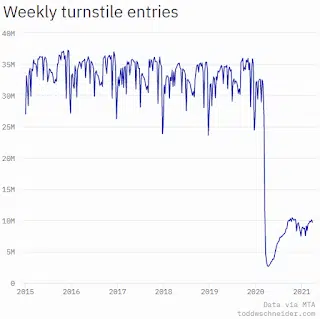 Weekly turnstile entries
40M
35M
30M
25M
20M
15M
10M
5M
0
2015 2016 2017 2018 2019 2020 2021
Data via MTA
toddwschneider.com